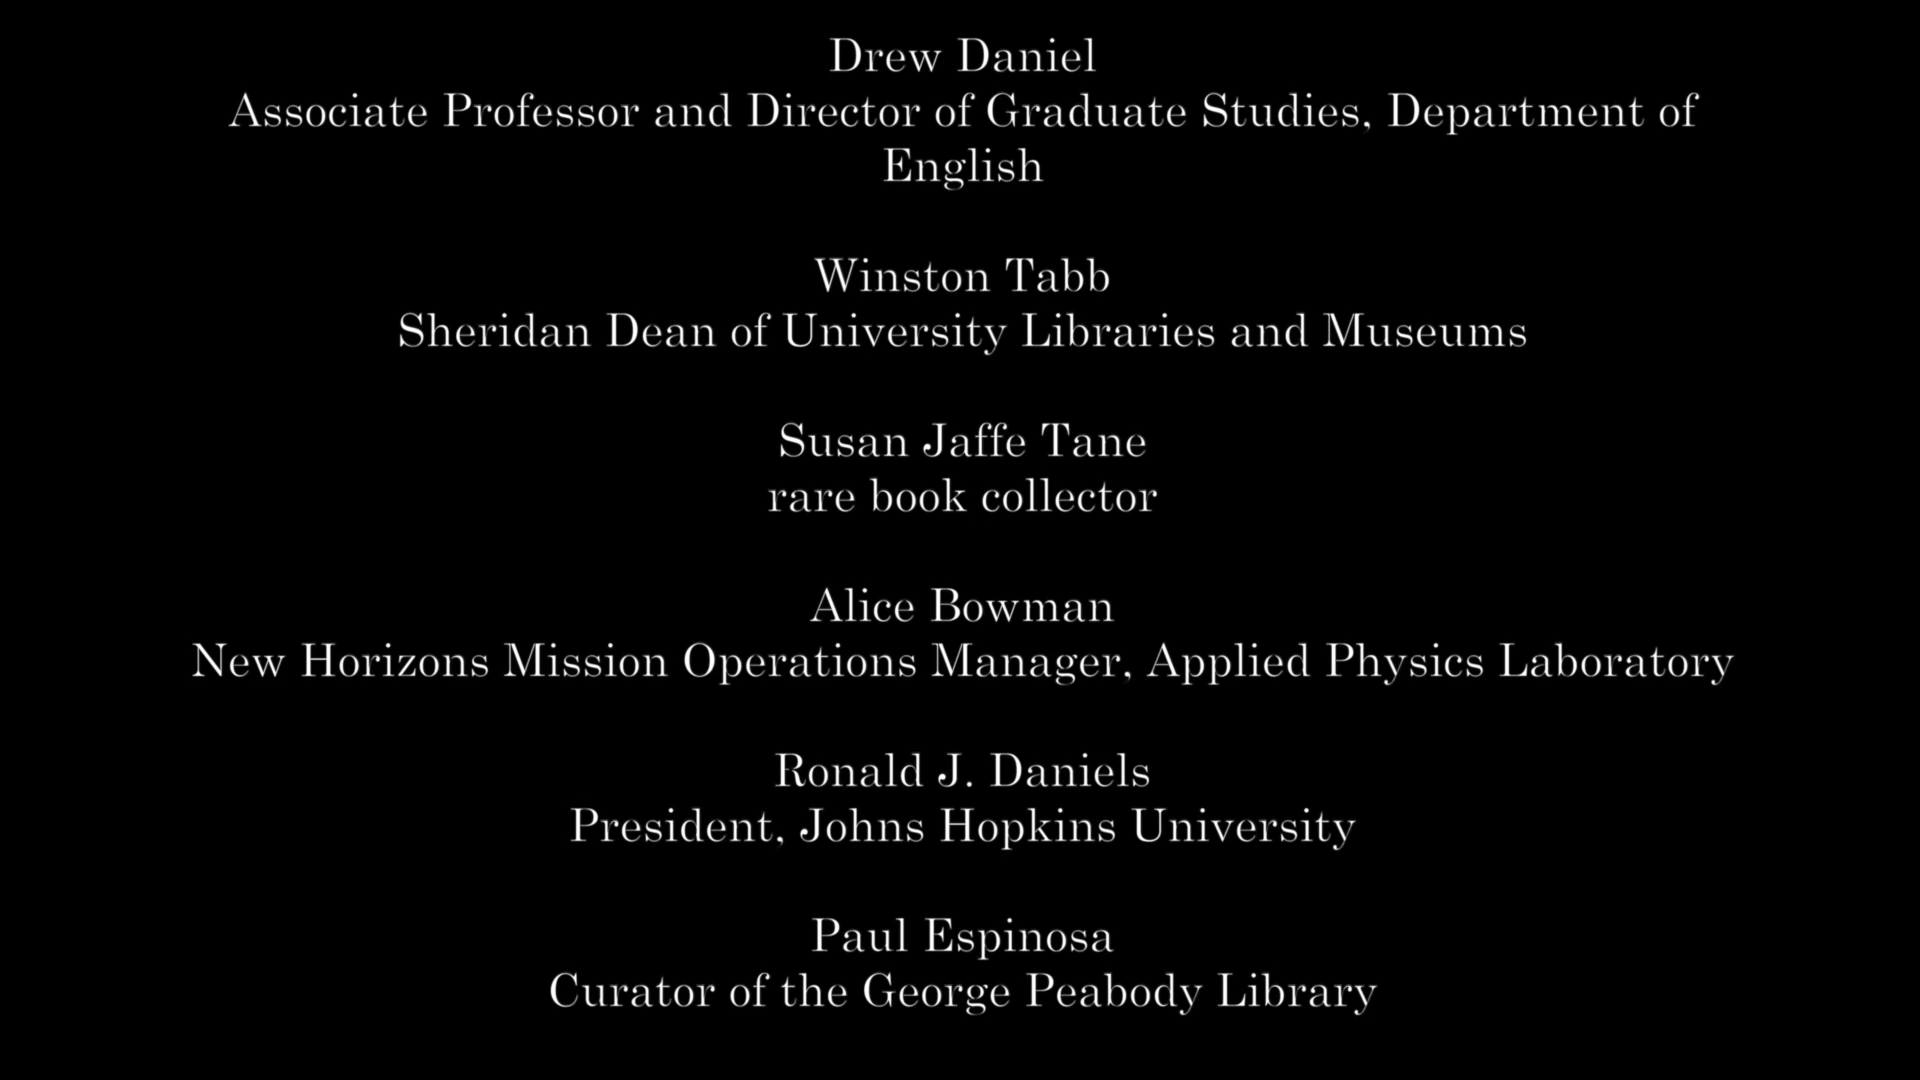 Drew Daniel
Associate Professor and Director of Graduate Studies, Department of
English
Winston Tabb
Sheridan Dean of University Libraries and Museums
Susan Jaffe Tane
rare book collector
Alice Bowman
New Horizons Mission Operations Manager, Applied Physics Laboratory
Ronald J. Daniels
President, Johns Hopkins University
Paul Espinosa
Curator of the George Peabody Library